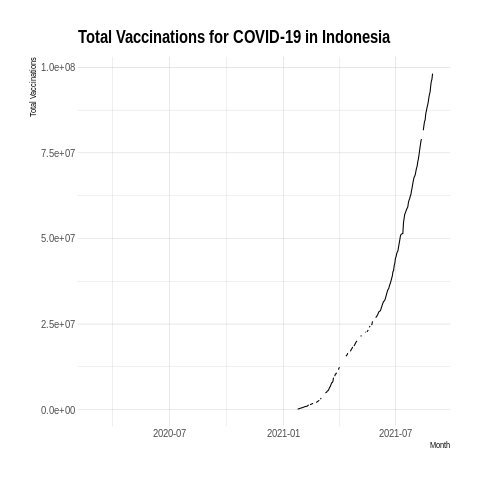 Total Vaccinations for COVID-19 in Indonesia
Total Vaccinations
1.0e+08
7.5e+07
5.0e+07
2.5e+07
0.0e+00
2020-07
2021-01
2021-07
Month